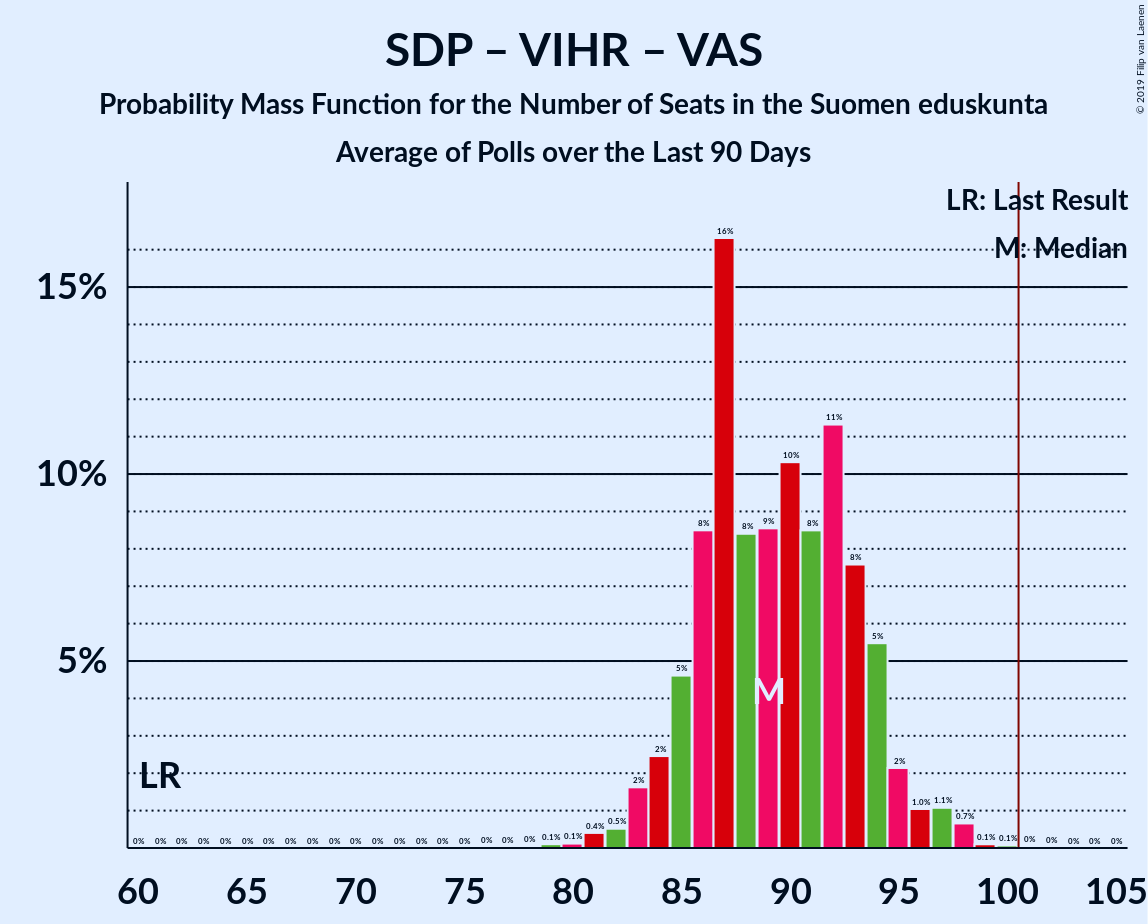 SDP – VIHR – VAS
Probability Mass Function for the Number of Seats in the Suomen eduskunta
Average of Polls over the Last 90 Days
© 2019 Filip van Laenen
LR: Last Result
M: Median
15%
10%
5%
16%
11%
10%
8% 8% 9% 8% 8%
5% 5%
M
2% 2% 2%
LR
0% 0% 0% 0% 0% 0% 0% 0% 0% 0% 0% 0% 0% 0% 0% 0% 0% 0% 0% 0.1% 0.1% 0.4% 0.5% 1.0% 1.1% 0.7% 0.1% 0.1% 0% 0% 0% 0% 0%
60 65 70 75 80 85 90 95 100 105